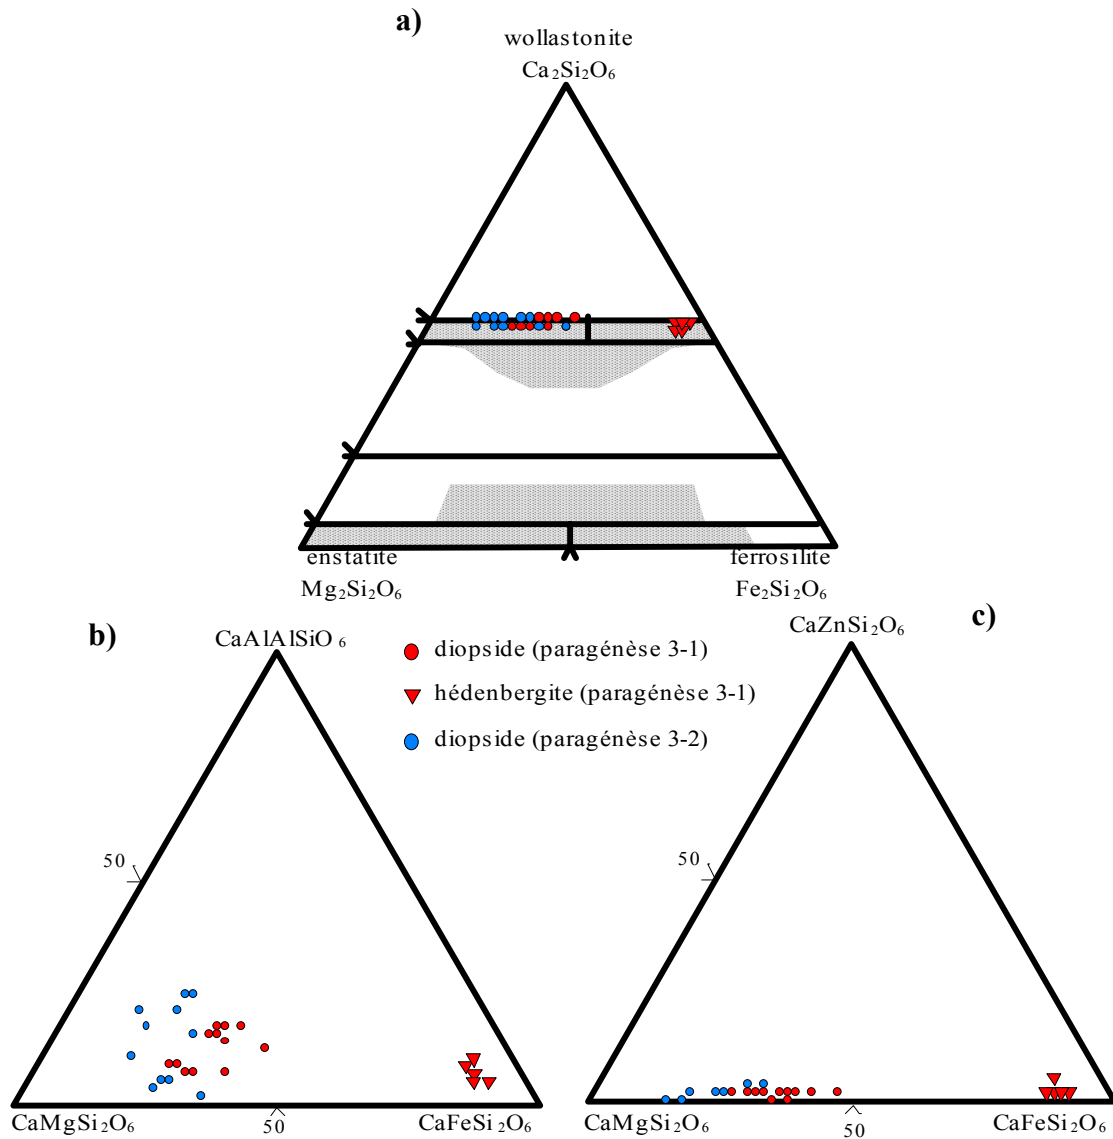 a)
wollastonite
Ca₂Si₂O₆
enstatite
ferrosilite
Mg₂Si₂O₆
Fe₂Si₂O₆
b)
CaAlAlSiO₆
diopside (paragénèse 3-1)
hédenbergite (paragénèse 3-1)
diopside (paragénèse 3-2)
c)
CaZnSi₂O₆
50
50
CaMgSi₂O₆
50
CaFeSi₂O₆
CaMgSi₂O₆
50
CaFeSi₂O₆